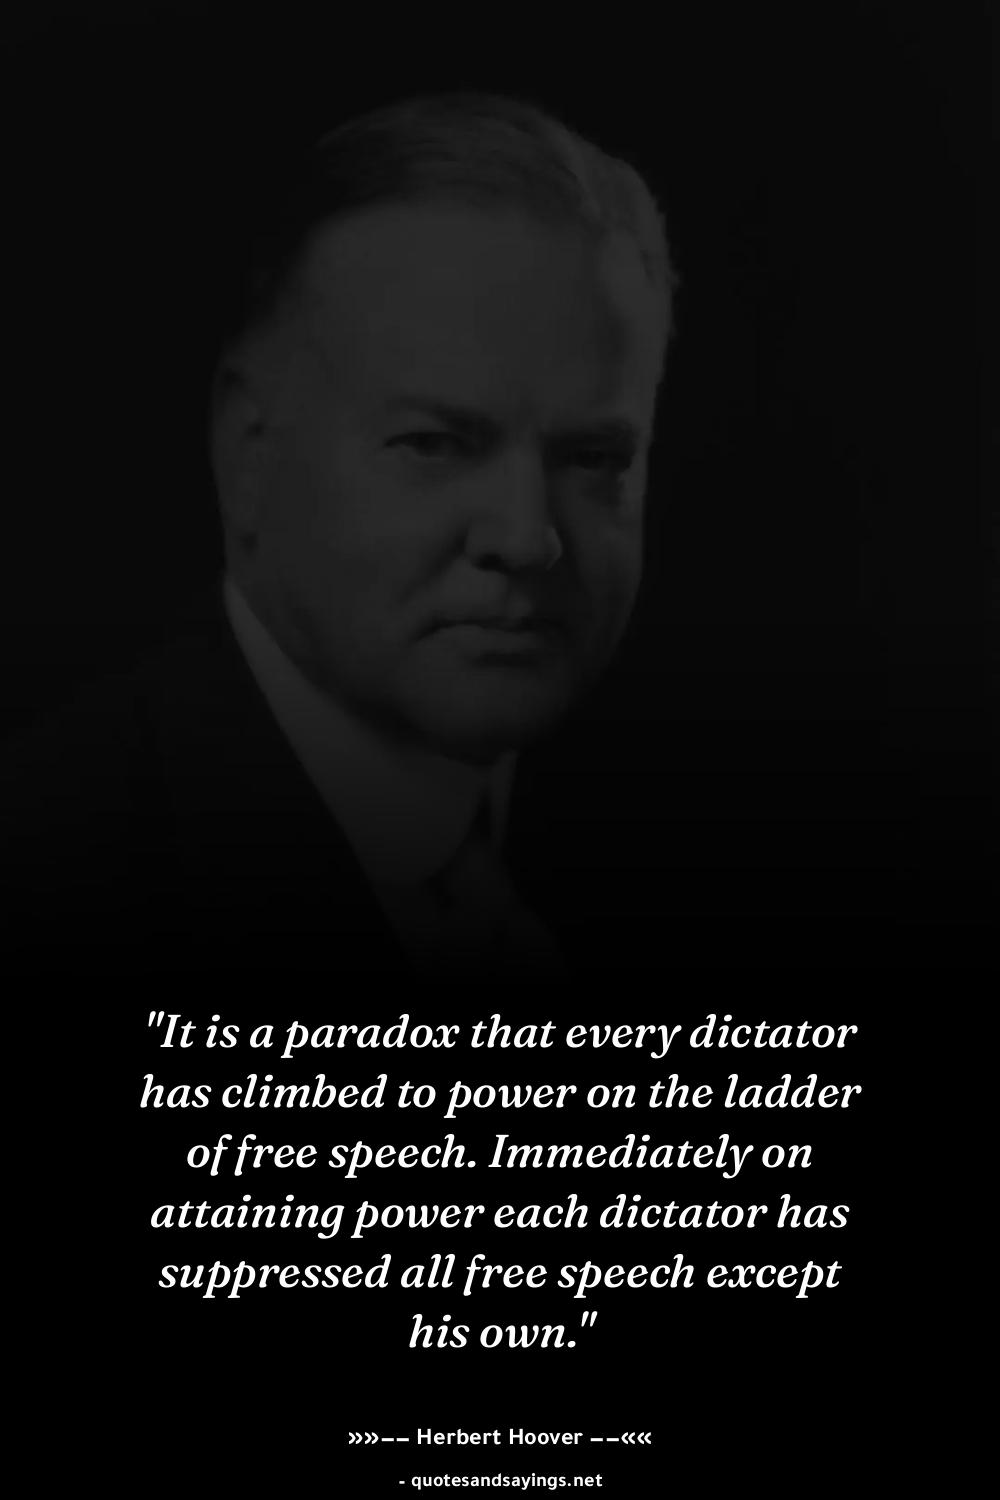 "It is a paradox that every dictator
has climbed to power on the ladder
of free speech. Immediately on
attaining power each dictator has
suppressed all free speech except
his own."
»»−− Herbert Hoover −−««
- quotesandsayings.net